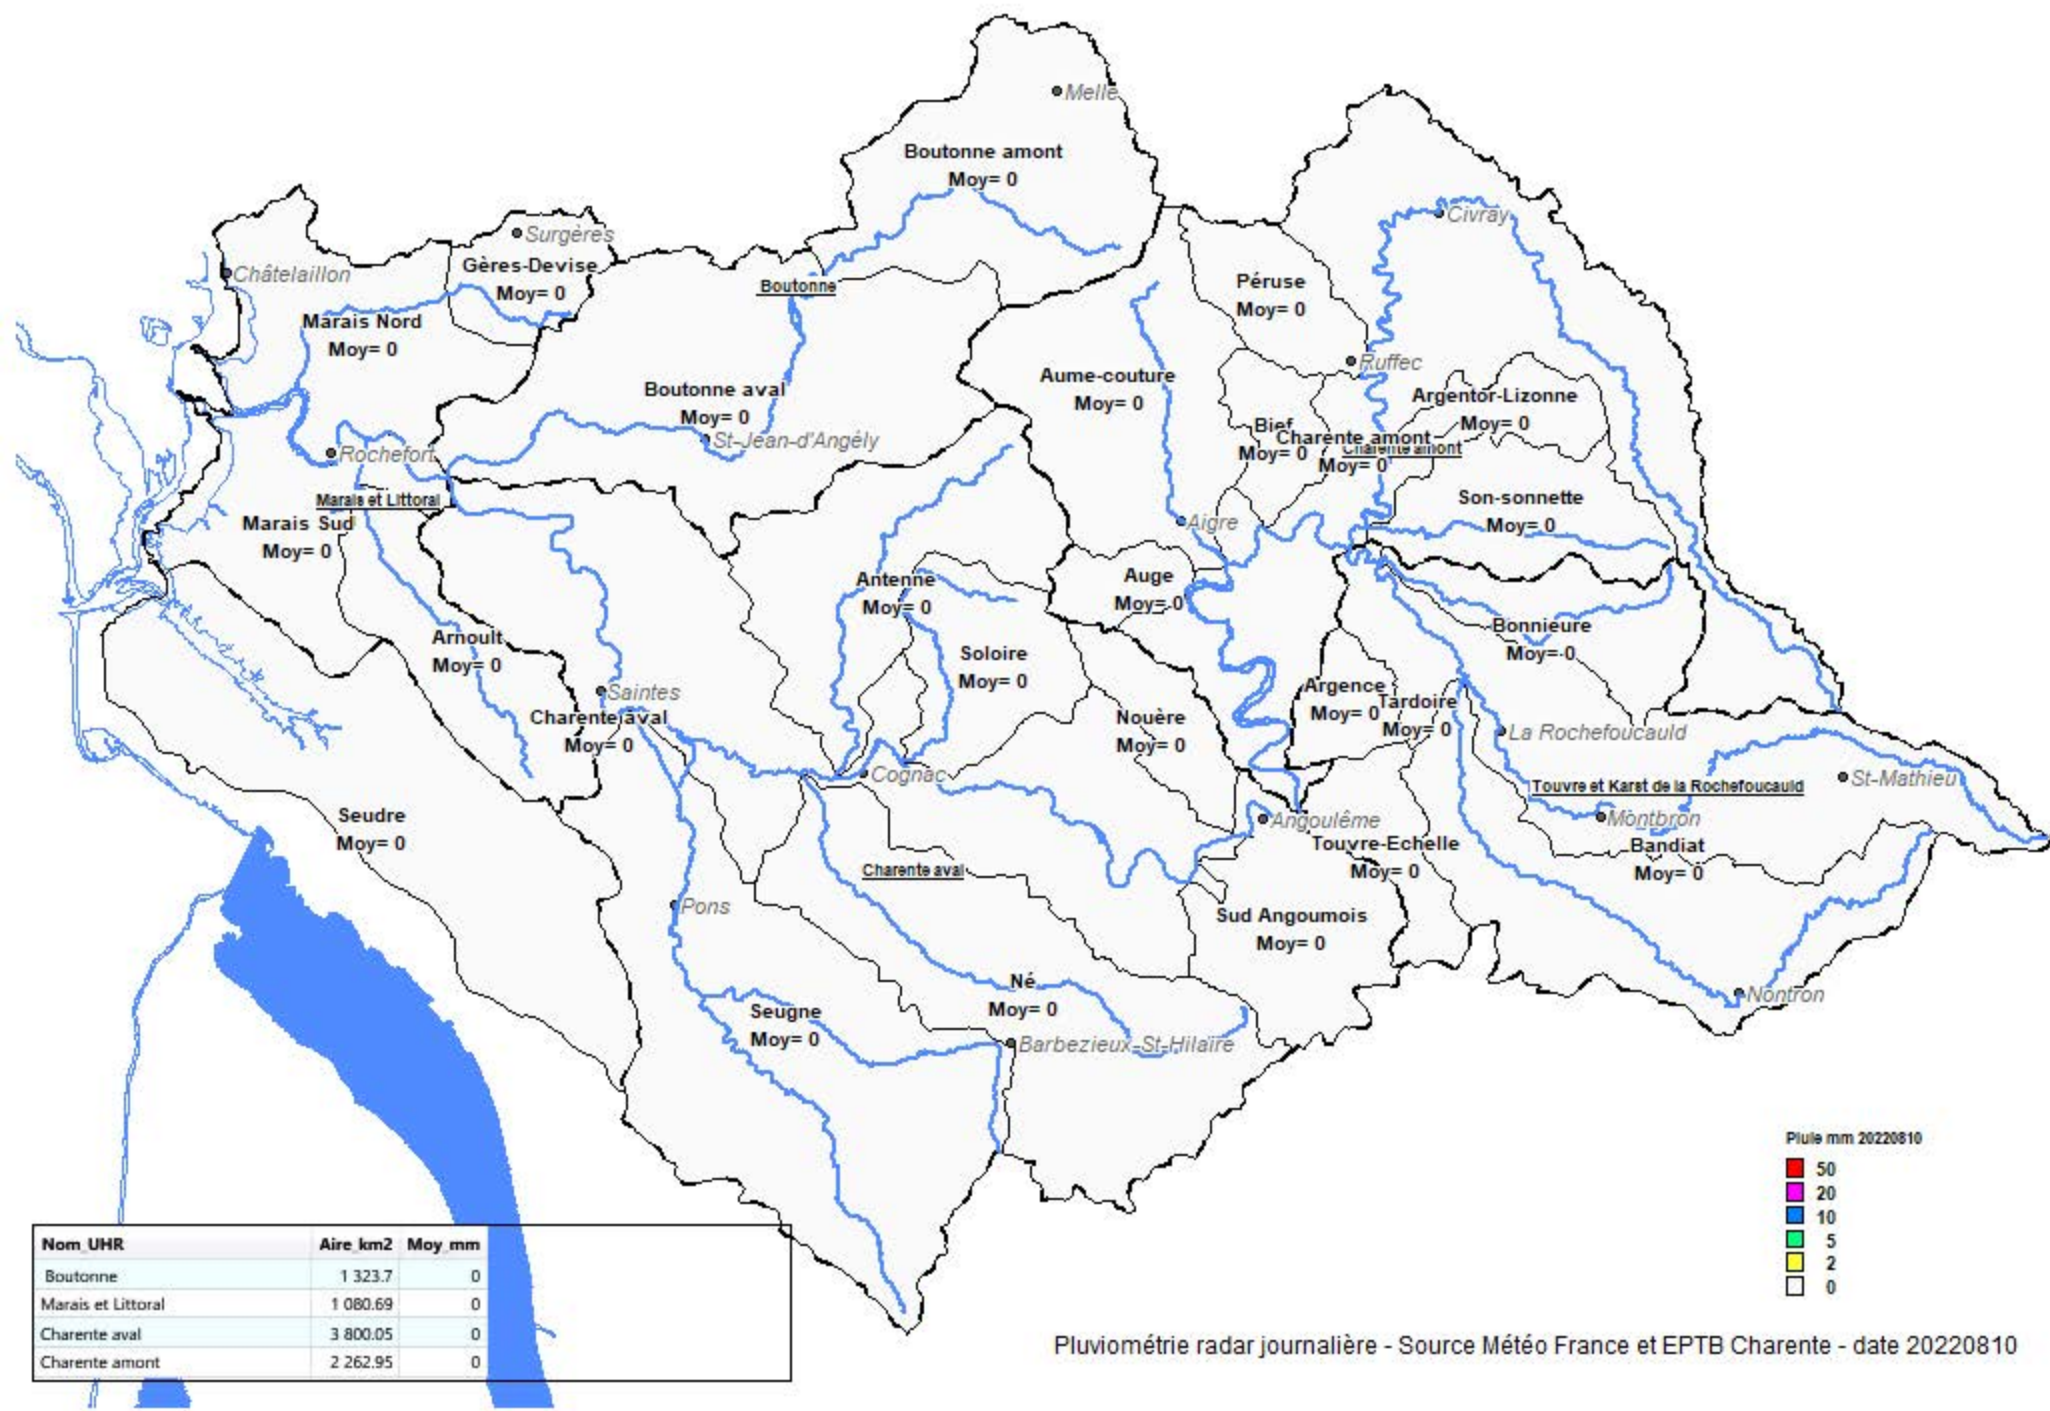 Melle
Boutonne amont
Moy= 0
Civray
Surgères
Châtelaillon
Gères-Devise
Moy= 0
Boutonne
Péruse
Moy= 0
Marais Nord
Moy= 0
Ruffec
Aume-couture
Moy= 0
Boutonne aval
Moy= 0
Argentor-Lizonne
Moy= 0
St-Jean-d'Angély
Bief
Moy= 0
Charente amont
Moy= 0
Charente amont
Rochefort
Marais et Littoral
Son-sonnette
Moy= 0
Marais Sud
Moy= 0
Aigre
Antenne
Moy= 0
Auge
Moy= 0
Bonnieure
Moy= 0
Arnoult
Moy= 0
Soloire
Moy= 0
Saintes
Argence
Moy= 0
Tardoire
Moy= 0
Charente aval
Moy= 0
Nouère
Moy= 0
La Rochefoucauld
Cognac
Touvre et Karst de la Rochefoucauld
St-Mathieu
Seudre
Moy= 0
Angoulême
Montbron
Touvre-Echelle
Moy= 0
Bandiat
Moy= 0
Charente aval
Pons
Sud Angoumois
Moy= 0
Né
Moy= 0
Nontron
Seugne
Moy= 0
Barbezieux-St-Hilaire
Pluie mm 20220810
50
20
10
5
2
0
Nom_UHR Aire_km2 Moy_mm
Boutonne 1 323.7 0
Marais et Littoral 1 080.69 0
Charente aval 3 800.05 0
Charente amont 2 262.95 0
Pluviométrie radar journalière - Source Météo France et EPTB Charente - date 20220810